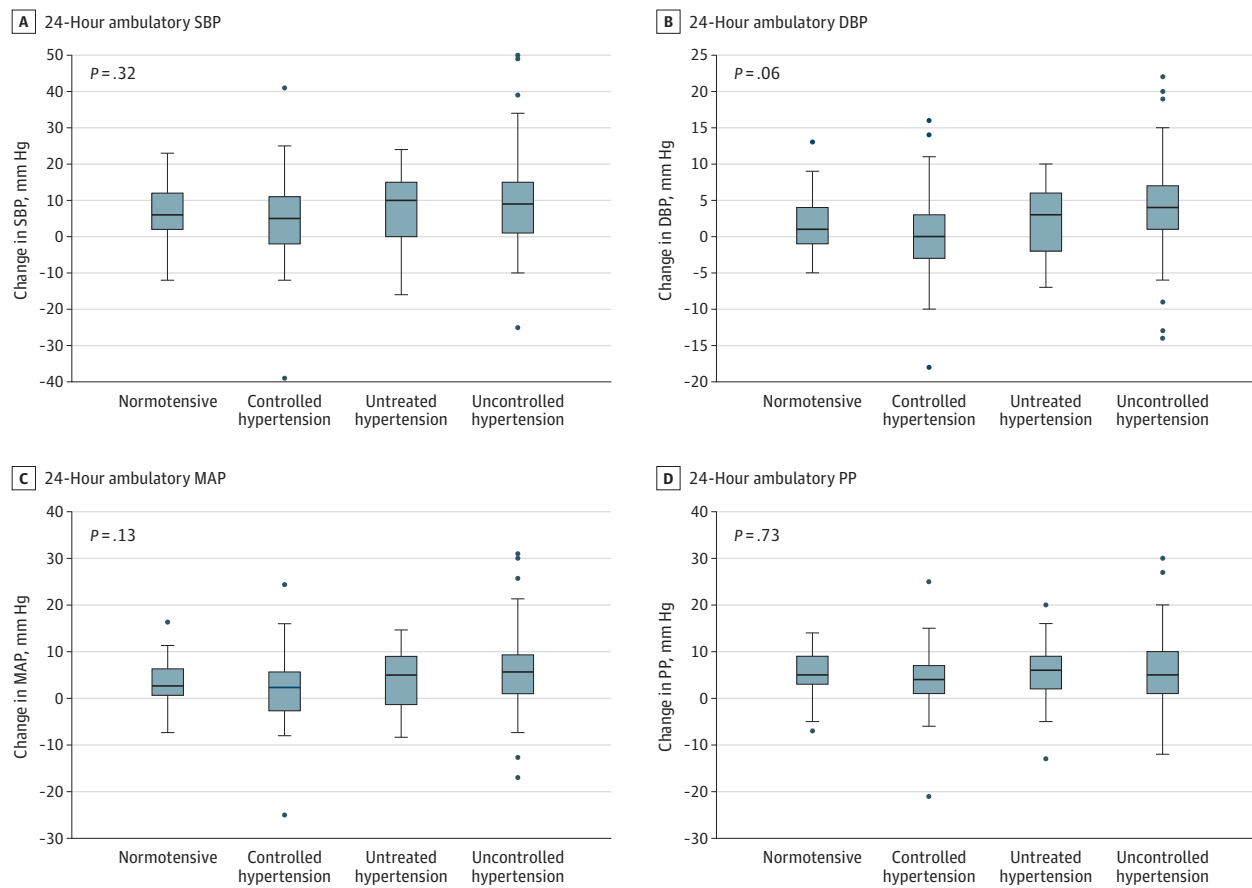 A 24-Hour ambulatory SBP
Change in SBP, mm Hg
50
40
30
20
10
0
-10
-20
-30
-40
P = .32
Normotensive
Controlled
hypertension
Untreated
hypertension
Uncontrolled
hypertension
B 24-Hour ambulatory DBP
Change in DBP, mm Hg
25
20
15
10
5
0
-5
-10
-15
-20
P = .06
Normotensive
Controlled
hypertension
Untreated
hypertension
Uncontrolled
hypertension
C 24-Hour ambulatory MAP
Change in MAP, mm Hg
40
30
20
10
0
-10
-20
-30
P = .13
Normotensive
Controlled
hypertension
Untreated
hypertension
Uncontrolled
hypertension
D 24-Hour ambulatory PP
Change in PP, mm Hg
40
30
20
10
0
-10
-20
-30
P = .73
Normotensive
Controlled
hypertension
Untreated
hypertension
Uncontrolled
hypertension